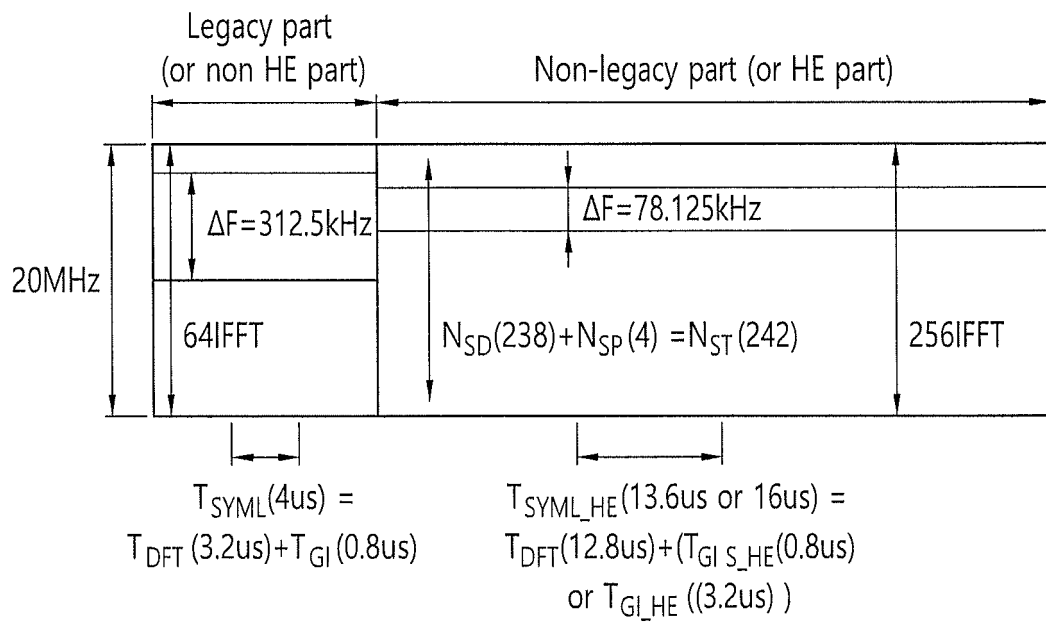 Legacy part
(or non HE part)
Non-legacy part (or HE part)
ΔF=312.5kHz
ΔF=78.125kHz
20MHz
64IFFT
N_SD(238)+N_SP(4) =N_ST(242)
256IFFT
T_SYML(4us) =
T_DFT(3.2us)+T_GI(0.8us)
T_SYML_HE(13.6us or 16us) =
T_DFT(12.8us)+(T_GI S_HE(0.8us)
or T_GI_HE((3.2us) )